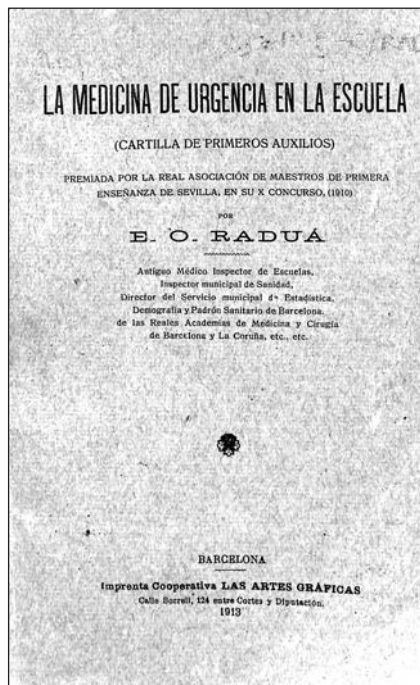 LA MEDICINA DE URGENCIA EN LA ESCUELA
(CARTILLA DE PRIMEROS AUXILIOS)
PREMIADA POR LA REAL ASOCIACIÓN DE MAESTROS DE PRIMERA
ENSEÑANZA DE SEVILLA, EN SU X CONCURSO, (1910)
POR
E. O. RADUÁ
Antiguo Médico Inspector de Escuelas,
Inspector municipal de Sanidad,
Director del Servicio municipal de Estadística,
Demografía y Padrón Sanitario de Barcelona,
de las Reales Academias de Medicina y Cirugía
de Barcelona y La Coruña, etc., etc.
BARCELONA
Imprenta Cooperativa LAS ARTES GRÁFICAS
Calle Borrell, 124 entre Cortes y Diputación.
1913